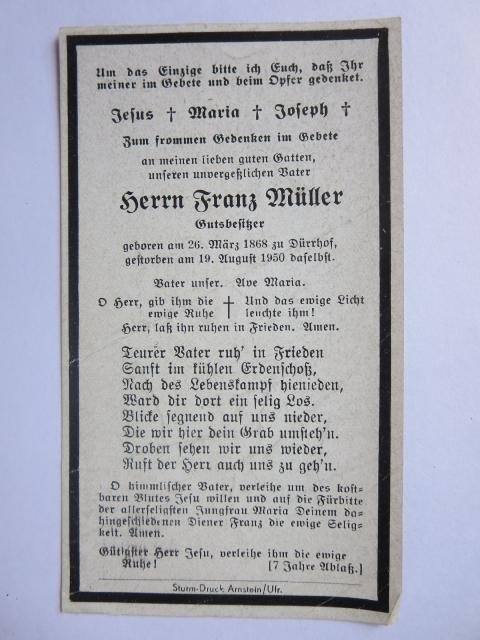 Um das Einzige bitte ich Euch, daß Ihr
meiner im Gebete und beim Opfer gedenket.
Jesus † Maria † Joseph †
Zum frommen Gedenken im Gebete
an meinen lieben guten Gatten,
unseren unvergeßlichen Vater
Herrn Franz Müller
Gutsbesitzer
geboren am 26. März 1868 zu Dürrhof,
gestorben am 19. August 1950 daselbst.
Vater unser. Ave Maria.
O Herr, gib ihm die † Und das ewige Licht
ewige Ruhe leuchte ihm!
Herr, laß ihn ruhen in Frieden. Amen.
Teurer Vater ruh' in Frieden
Sanft im kühlen Erdenschoß,
Nach des Lebenskampf hienieden,
Ward dir dort ein selig Los.
Blicke segnend auf uns nieder,
Die wir hier dein Grab umsteh'n.
Droben sehen wir uns wieder,
Ruft der Herr auch uns zu geh'n.
O himmlischer Vater, verleihe um des kost-
baren Blutes Jesu willen und auf die Fürbitte
der allerseligsten Jungfrau Maria Deinem da-
hingeschiedenen Diener Franz die ewige Selig-
keit. Amen.
Gütigster Herr Jesu, verleihe ihm die ewige
Ruhe! [7 Jahre Ablaß.]
Sturm-Druck Arnstein/Ufr.